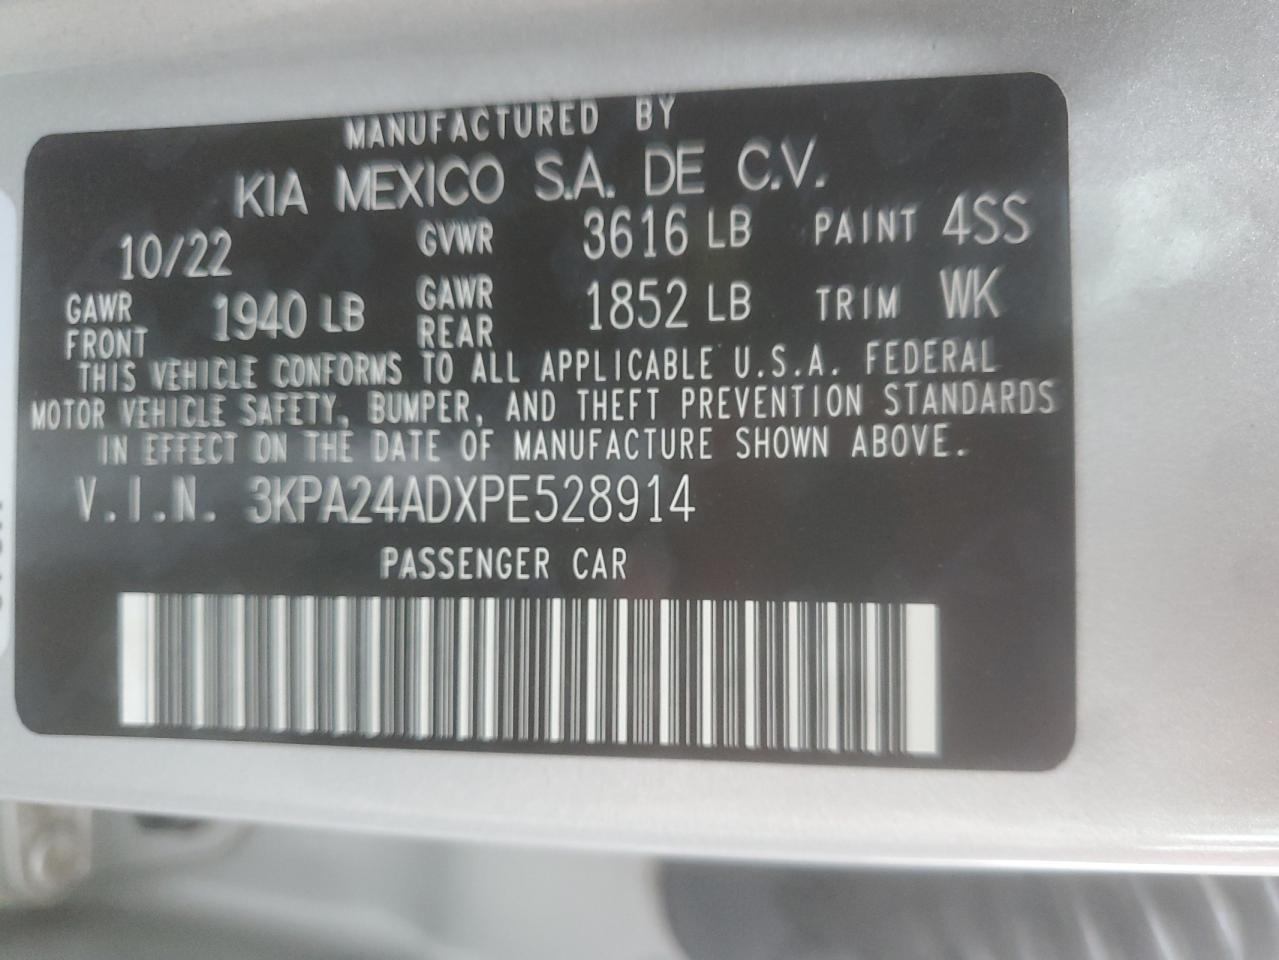 MANUFACTURED BY
KIA MEXICO S.A. DE C.V.
10/22 GVWR 3616 LB PAINT 4SS
GAWR FRONT 1940 LB GAWR REAR 1852 LB TRIM WK
THIS VEHICLE CONFORMS TO ALL APPLICABLE U.S.A. FEDERAL
MOTOR VEHICLE SAFETY, BUMPER, AND THEFT PREVENTION STANDARDS
IN EFFECT ON THE DATE OF MANUFACTURE SHOWN ABOVE.
V.I.N. 3KPA24ADXPE528914
PASSENGER CAR